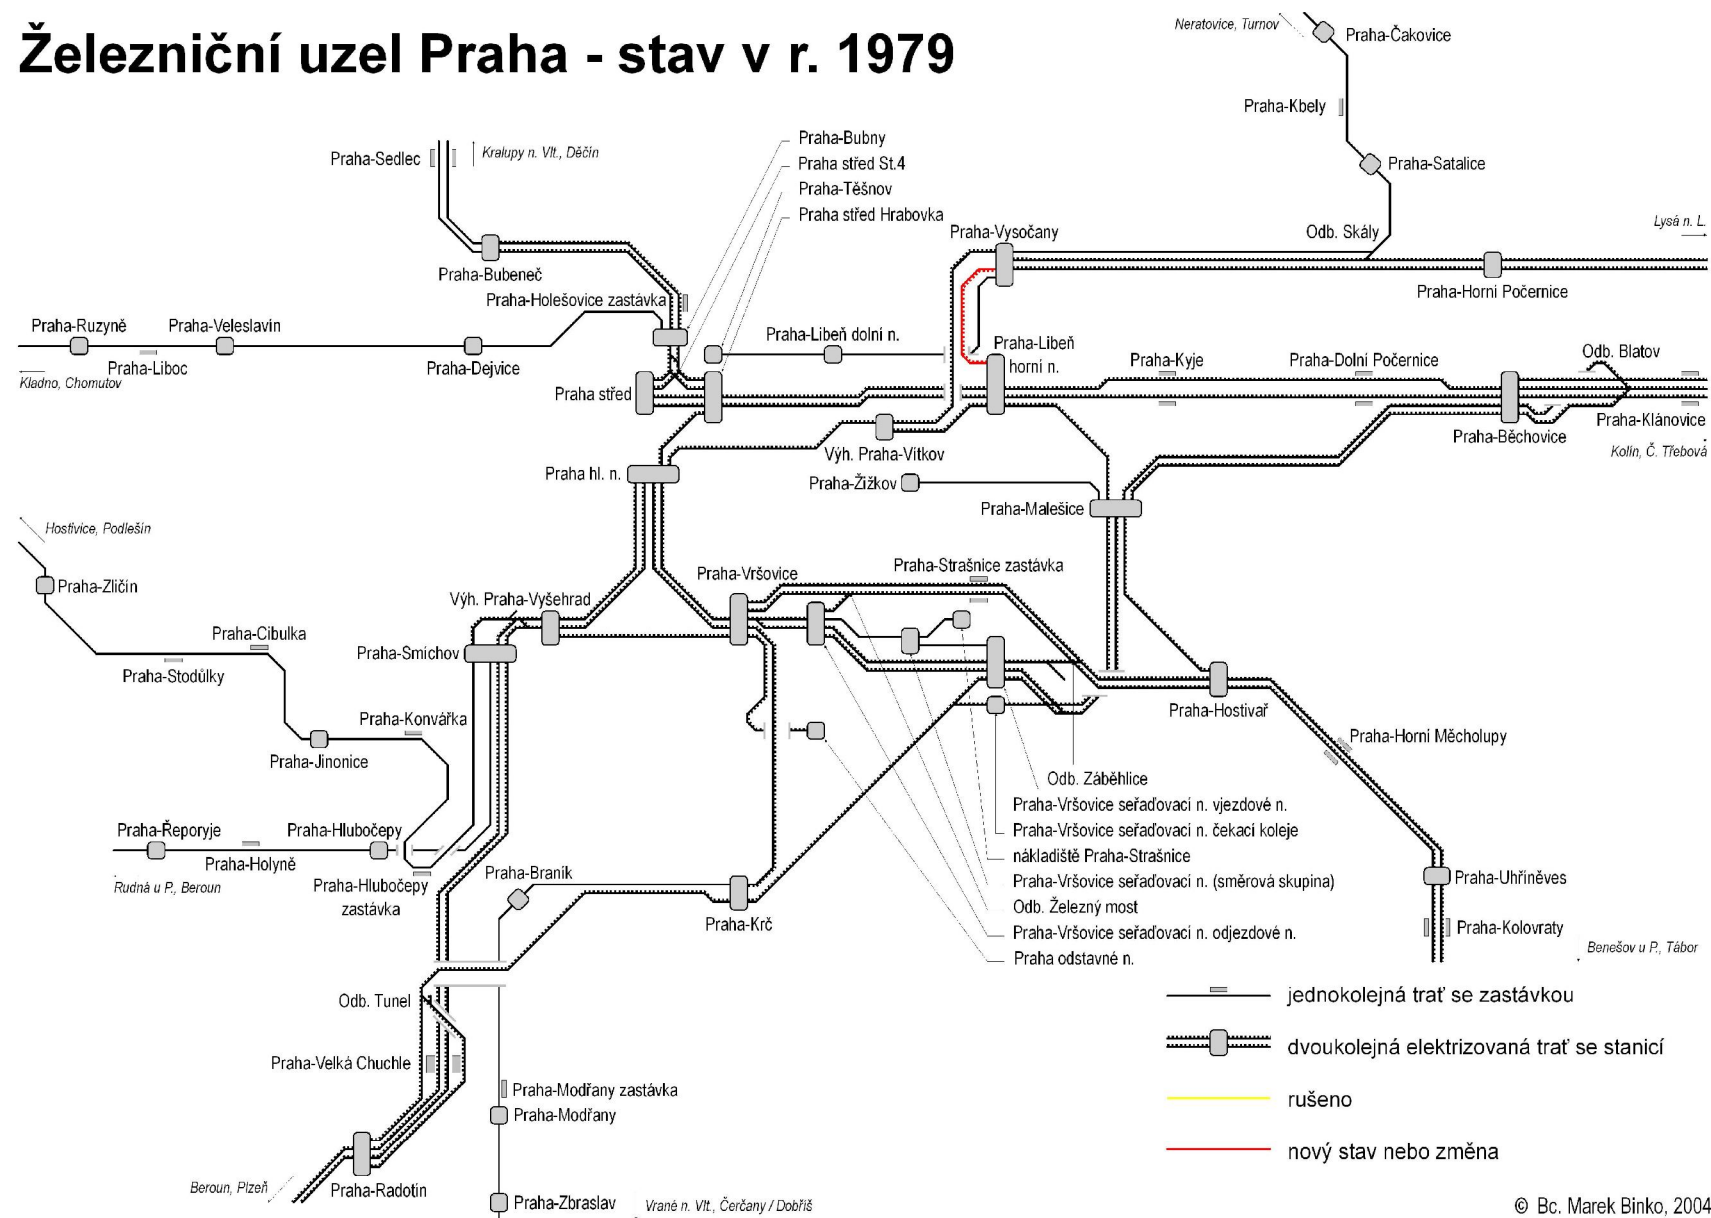 Železniční uzel Praha - stav v r. 1979
Neratovice, Turnov
Praha-Čakovice
Praha-Kbely
Praha-Satalice
Praha-Sedlec
Kralupy n. Vlt., Děčín
Praha-Bubny
Praha střed St.4
Praha-Těšnov
Praha střed Hrabovka
Praha-Vysočany
Odb. Skály
Lysá n. L.
Praha-Bubeneč
Praha-Horní Počernice
Praha-Holešovice zastávka
Praha-Ruzyně
Praha-Veleslavín
Praha-Liboc
Praha-Dejvice
Kladno, Chomutov
Praha-Libeň dolní n.
Praha-Libeň
horní n.
Praha-Kyje
Praha-Dolní Počernice
Odb. Blatov
Praha střed
Praha-Klánovice
Praha-Běchovice
Kolín, Č. Třebová
Výh. Praha-Vítkov
Praha hl. n.
Praha-Žižkov
Praha-Malešice
Hostivice, Podlešín
Praha-Zličín
Praha-Strašnice zastávka
Praha-Vršovice
Výh. Praha-Vyšehrad
Praha-Cibulka
Praha-Smíchov
Praha-Stodůlky
Praha-Konvářka
Praha-Jinonice
Praha-Hostivař
Praha-Horní Měcholupy
Odb. Záběhlice
Praha-Vršovice seřaďovací n. vjezdové n.
Praha-Vršovice seřaďovací n. čekací koleje
nákladiště Praha-Strašnice
Praha-Vršovice seřaďovací n. (směrová skupina)
Odb. Železný most
Praha-Vršovice seřaďovací n. odjezdové n.
Praha odstavné n.
Praha-Řeporyje
Praha-Holyně
Praha-Hlubočepy
Rudná u P., Beroun
Praha-Hlubočepy
zastávka
Praha-Braník
Praha-Krč
Praha-Uhříněves
Praha-Kolovraty
Benešov u P., Tábor
Odb. Tunel
Praha-Velká Chuchle
Praha-Modřany zastávka
Praha-Modřany
Beroun, Plzeň
Praha-Radotín
Praha-Zbraslav
Vrané n. Vlt., Čerčany / Dobříš
jednokolejná trať se zastávkou
dvoukolejná elektrizovaná trať se stanicí
rušeno
nový stav nebo změna
© Bc. Marek Binko, 2004